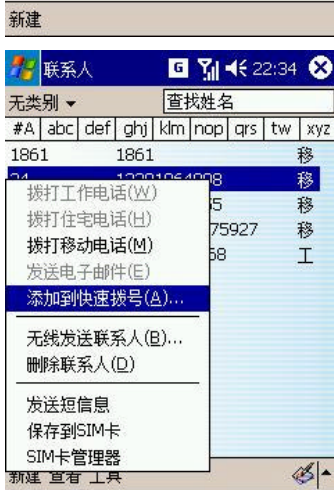 新建
联系人 G 22:34
无类别 查找姓名
#A abc def ghj klm nop qrs tw xyz
1861 1861 移
移
拨打工作电话(W)
拨打住宅电话(H) 75927 移
拨打移动电话(M) 工
发送电子邮件(E)
添加到快速拨号(A)...
无线发送联系人(B)...
删除联系人(D)
发送短信息
保存到SIM卡
SIM卡管理器
新建 查看 工具